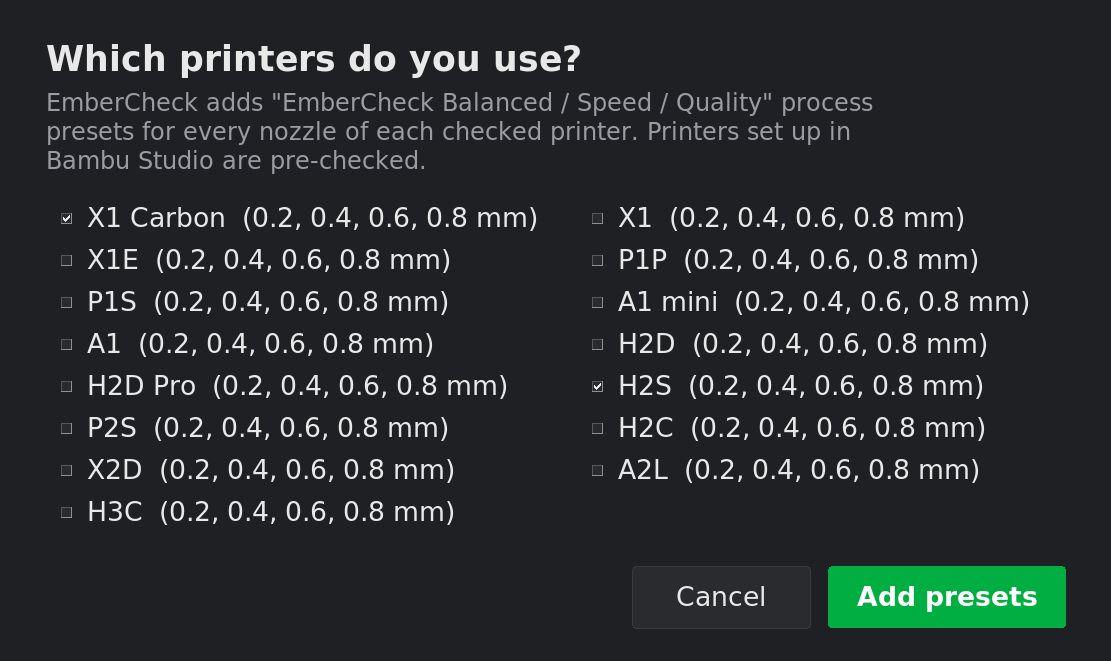 Which printers do you use?
EmberCheck adds "EmberCheck Balanced / Speed / Quality" process
presets for every nozzle of each checked printer. Printers set up in
Bambu Studio are pre-checked.
X1 Carbon  (0.2, 0.4, 0.6, 0.8 mm)
X1  (0.2, 0.4, 0.6, 0.8 mm)
X1E  (0.2, 0.4, 0.6, 0.8 mm)
P1P  (0.2, 0.4, 0.6, 0.8 mm)
P1S  (0.2, 0.4, 0.6, 0.8 mm)
A1 mini  (0.2, 0.4, 0.6, 0.8 mm)
A1  (0.2, 0.4, 0.6, 0.8 mm)
H2D  (0.2, 0.4, 0.6, 0.8 mm)
H2D Pro  (0.2, 0.4, 0.6, 0.8 mm)
H2S  (0.2, 0.4, 0.6, 0.8 mm)
P2S  (0.2, 0.4, 0.6, 0.8 mm)
H2C  (0.2, 0.4, 0.6, 0.8 mm)
X2D  (0.2, 0.4, 0.6, 0.8 mm)
A2L  (0.2, 0.4, 0.6, 0.8 mm)
H3C  (0.2, 0.4, 0.6, 0.8 mm)
Cancel
Add presets